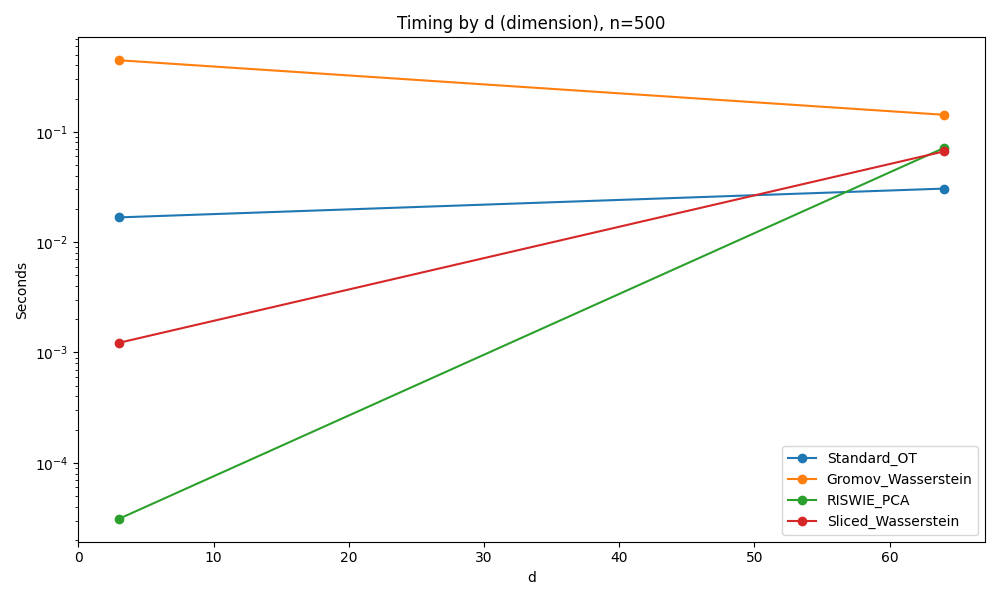 Timing by d (dimension), n=500
Seconds
10⁻¹
10⁻²
10⁻³
10⁻⁴
0 10 20 30 40 50 60
d
Standard_OT
Gromov_Wasserstein
RISWIE_PCA
Sliced_Wasserstein